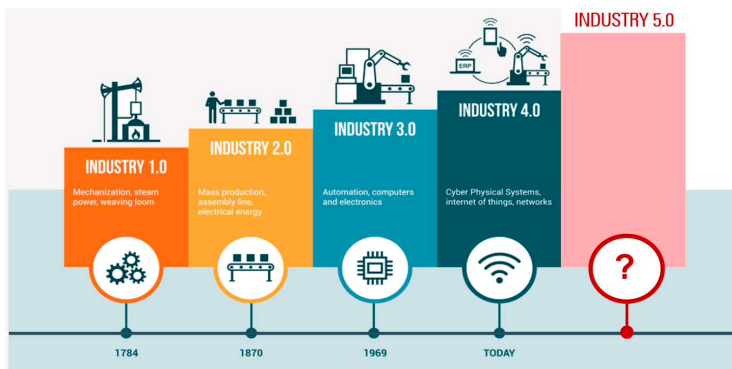 INDUSTRY 5.0
ERP
INDUSTRY 4.0
INDUSTRY 3.0
INDUSTRY 2.0
INDUSTRY 1.0
Mechanization, steam
power, weaving loom
Mass production,
assembly line,
electrical energy
Automation, computers
and electronics
Cyber Physical Systems,
internet of things, networks
?
1784
1870
1969
TODAY